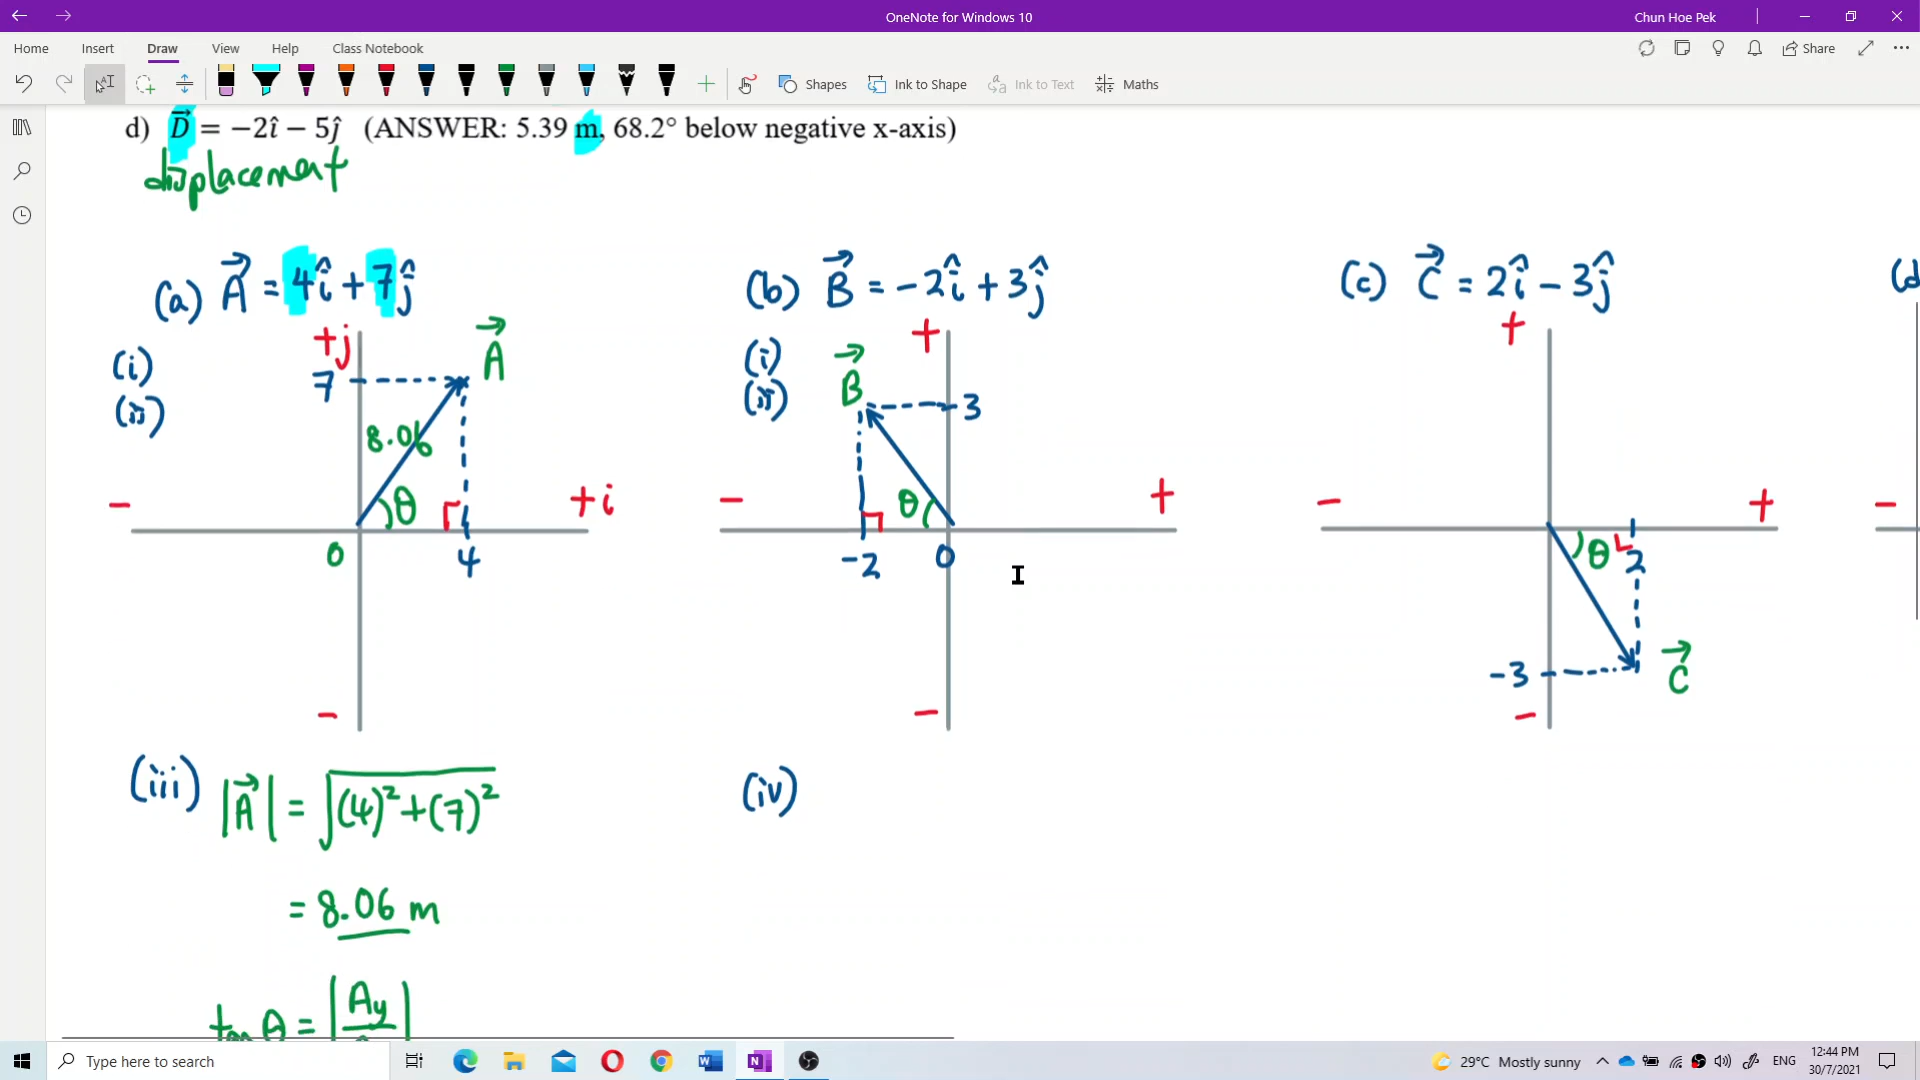 OneNote for Windows 10
Chun Hoe Pek
Home Insert Draw View Help Class Notebook
Share
Shapes Ink to Shape Ink to Text Maths
d) D⃗ = −2î − 5ĵ (ANSWER: 5.39 m, 68.2° below negative x-axis)
displacement
(a) A⃗ = 4î + 7ĵ
(b) B⃗ = -2î + 3ĵ
(c) C⃗ = 2î - 3ĵ
(d
(i)
(ii)
+j
7
A⃗
8.06
θ
- +i
0
4
-
(i)
(ii)
+
B⃗
3
θ
- +
-2 0
-
+
- +
θ
2
-3
C⃗
-
-
(iii) |A⃗| = √(4)² + (7)²
= 8.06 m
tan θ = |Ay
(iv)
Type here to search
29°C Mostly sunny
ENG
12:44 PM
30/7/2021